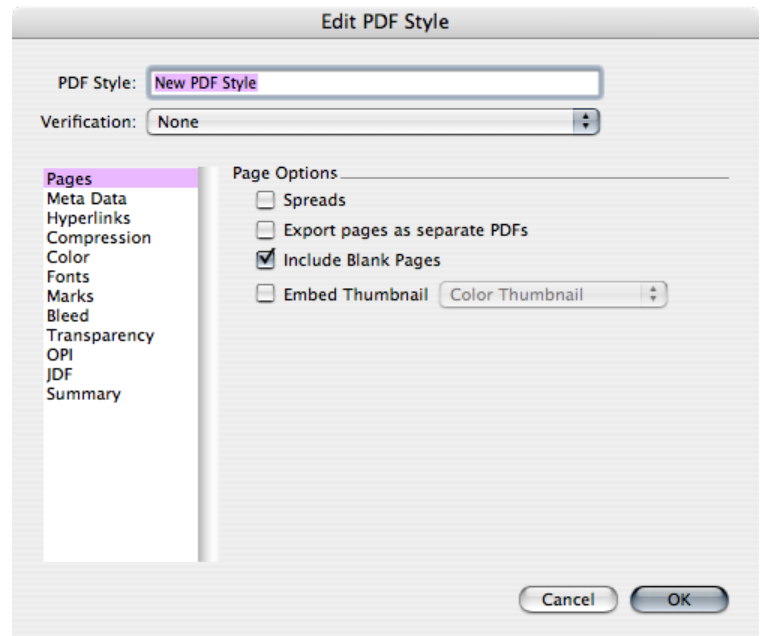 Edit PDF Style
PDF Style: New PDF Style
Verification: None
Pages
Meta Data
Hyperlinks
Compression
Color
Fonts
Marks
Bleed
Transparency
OPI
JDF
Summary
Page Options
Spreads
Export pages as separate PDFs
Include Blank Pages
Embed Thumbnail Color Thumbnail
Cancel OK